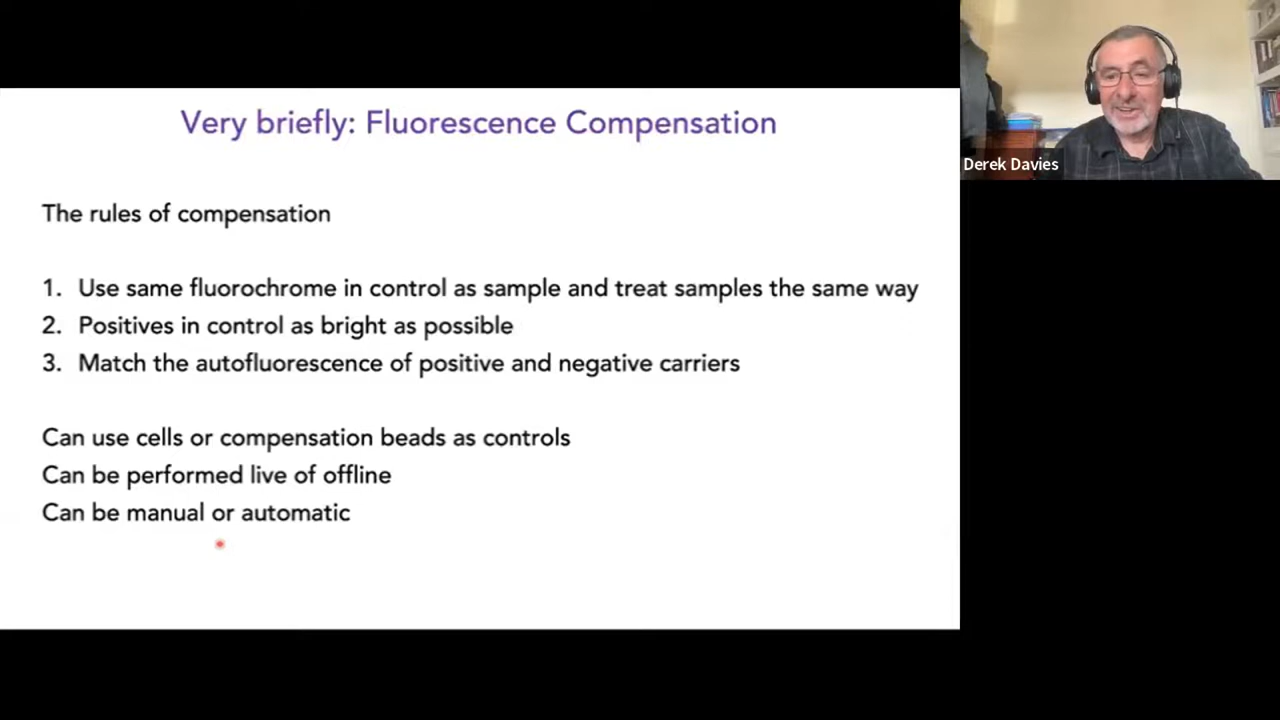 Very briefly: Fluorescence Compensation
The rules of compensation
1. Use same fluorochrome in control as sample and treat samples the same way
2. Positives in control as bright as possible
3. Match the autofluorescence of positive and negative carriers
Can use cells or compensation beads as controls
Can be performed live of offline
Can be manual or automatic
Derek Davies